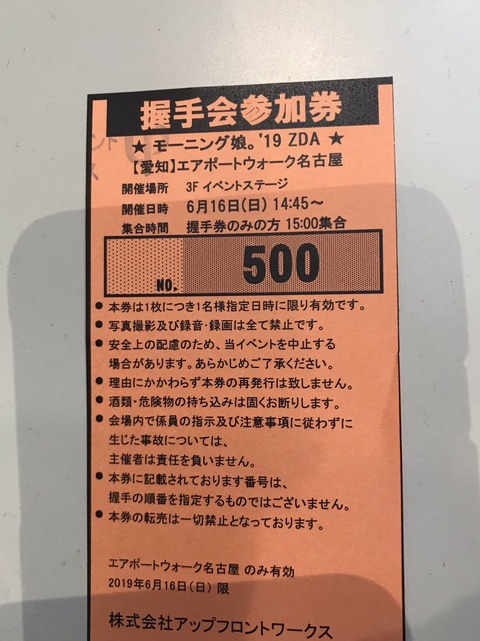 握手会参加券
★ モーニング娘。'19 ZDA ★
【愛知】エアポートウォーク名古屋
開催場所 3F イベントステージ
開催日時 6月16日(日) 14:45～
集合時間 握手券のみの方 15:00集合
NO. 500
● 本券は1枚につき1名様指定日時に限り有効です。
● 写真撮影及び録音・録画は全て禁止です。
● 安全上の配慮のため、当イベントを中止する
場合があります。あらかじめご了承ください。
● 理由にかかわらず本券の再発行は致しません。
● 酒類・危険物の持ち込みは固くお断りします。
● 会場内で係員の指示及び注意事項に従わずに
生じた事故については、
主催者は責任を負いません。
● 本券に記載されております番号は、
握手の順番を指定するものではございません。
● 本券の転売は一切禁止となっております。
エアポートウォーク名古屋 のみ有効
2019年6月16日(日) 限
株式会社アップフロントワークス